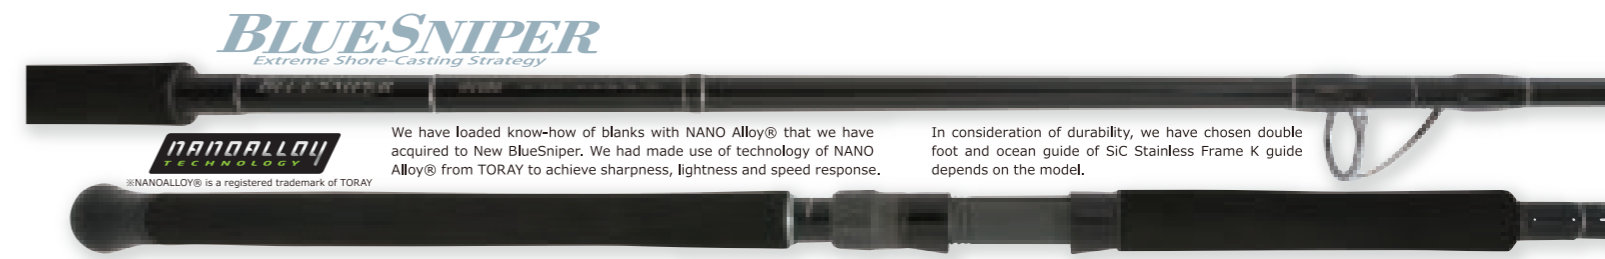 BLUESNIPER
Extreme Shore-Casting Strategy
BLUESNIPER
NANOALLOY
TECHNOLOGY
※NANOALLOY® is a registered trademark of TORAY
We have loaded know-how of blanks with NANO Alloy® that we have
acquired to New BlueSniper. We had made use of technology of NANO
Alloy® from TORAY to achieve sharpness, lightness and speed response.
In consideration of durability, we have chosen double
foot and ocean guide of SiC Stainless Frame K guide
depends on the model.